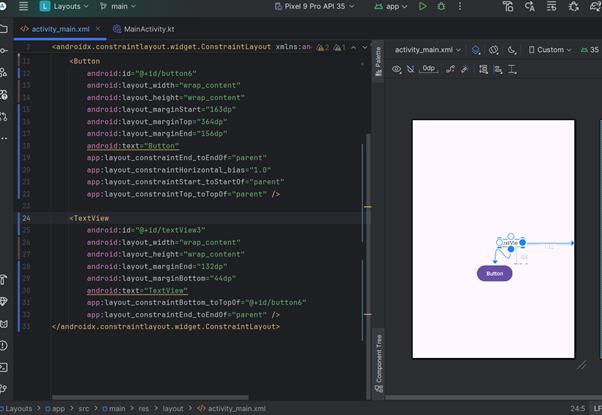 L Layouts main Pixel 9 Pro API 35 app
activity_main.xml MainActivity.kt
2 <androidx.constraintlayout.widget.ConstraintLayout xmlns:an 2 1
11 <Button
12 android:id="@+id/button6"
13 android:layout_width="wrap_content"
14 android:layout_height="wrap_content"
15 android:layout_marginStart="163dp"
16 android:layout_marginTop="364dp"
17 android:layout_marginEnd="156dp"
18 android:text="Button"
19 app:layout_constraintEnd_toEndOf="parent"
20 app:layout_constraintHorizontal_bias="1.0"
21 app:layout_constraintStart_toStartOf="parent"
22 app:layout_constraintTop_toTopOf="parent" />
23
24 <TextView
25 android:id="@+id/textView3"
26 android:layout_width="wrap_content"
27 android:layout_height="wrap_content"
28 android:layout_marginEnd="132dp"
29 android:layout_marginBottom="44dp"
30 android:text="TextView"
31 app:layout_constraintBottom_toTopOf="@+id/button6"
32 app:layout_constraintEnd_toEndOf="parent" />
33 </androidx.constraintlayout.widget.ConstraintLayout>
Palette
Component Tree
activity_main.xml Custom 35
0dp
132
44
Button
Layouts app src main res layout activity_main.xml 24:5 LF